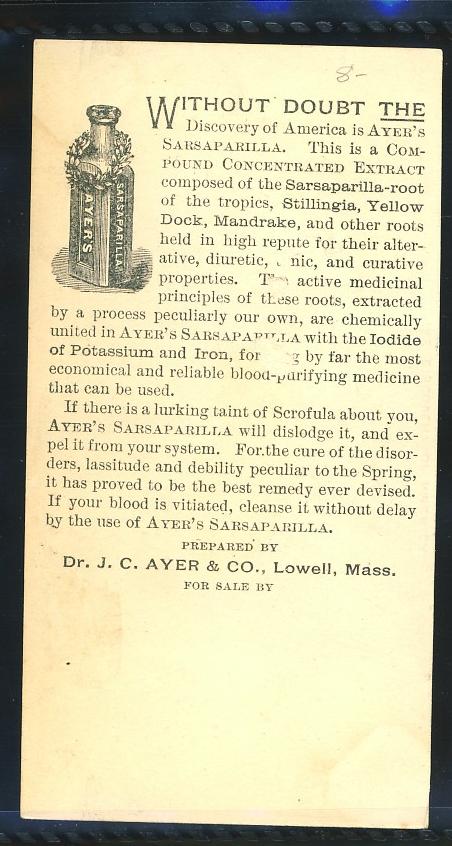 8-
WITHOUT DOUBT THE
Discovery of America is AYER'S
SARSAPARILLA. This is a COM-
POUND CONCENTRATED EXTRACT
composed of the Sarsaparilla-root
of the tropics, Stillingia, Yellow
Dock, Mandrake, and other roots
held in high repute for their alter-
ative, diuretic, nic, and curative
properties. active medicinal
principles of these roots, extracted
by a process peculiarly our own, are chemically
united in AYER'S SARSAPARILLA with the Iodide
of Potassium and Iron, for g by far the most
economical and reliable blood-purifying medicine
that can be used.
If there is a lurking taint of Scrofula about you,
AYER'S SARSAPARILLA will dislodge it, and ex-
pel it from your system. For the cure of the disor-
ders, lassitude and debility peculiar to the Spring,
it has proved to be the best remedy ever devised.
If your blood is vitiated, cleanse it without delay
by the use of AYER'S SARSAPARILLA.
PREPARED BY
Dr. J. C. AYER & CO., Lowell, Mass.
FOR SALE BY
AYER'S
SARSAPARILLA